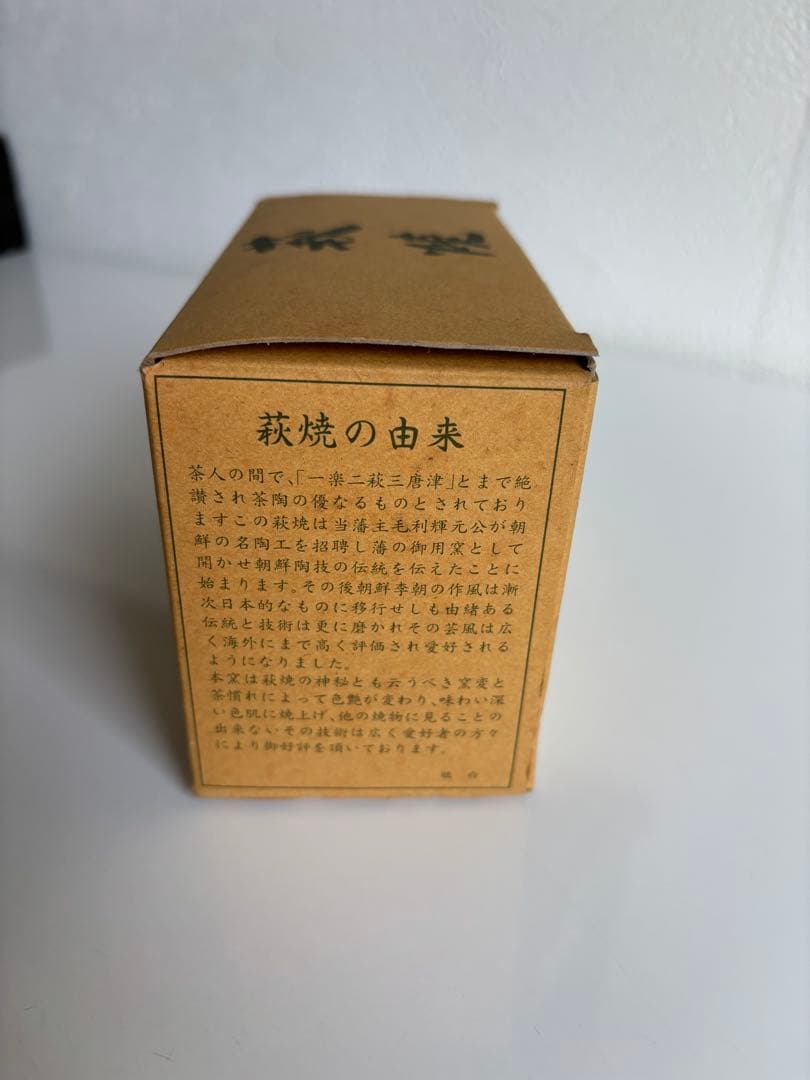 萩焼
萩焼の由来
茶人の間で、「一楽二萩三唐津」とまで絶
讃され茶陶の優なるものとされており
ますこの萩焼は当藩主毛利輝元公が朝
鮮の名陶工を招聘し藩の御用窯として
開かせ朝鮮陶技の伝統を伝えたことに
始まります。その後朝鮮李朝の作風は漸
次日本的なものに移行せしも由緒ある
伝統と技術は更に磨かれその芸風は広
く海外にまで高く評価され愛好される
ようになりました。
本窯は萩焼の神秘とも云うべき窯変と
茶慣れによって色艶が変わり、味わい深
い色肌に焼上げ、他の焼物に見ることの
出来ないその技術は広く愛好者の方々
により御好評を頂いております。